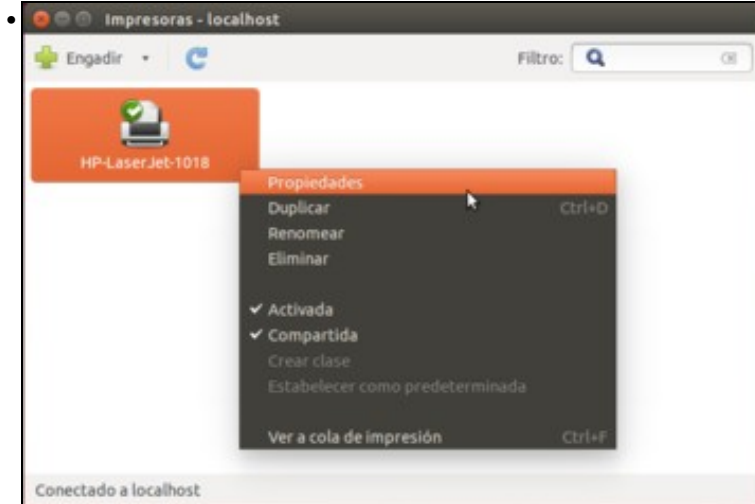 Impresoras - localhost
Engadir
Filtro:
HP-LaserJet-1018
Propiedades
Duplicar Ctrl+D
Renomear
Eliminar
Activada
Compartida
Crear clase
Estabelecer como predeterminada
Ver a cola de impresión Ctrl+F
Conectado a localhost